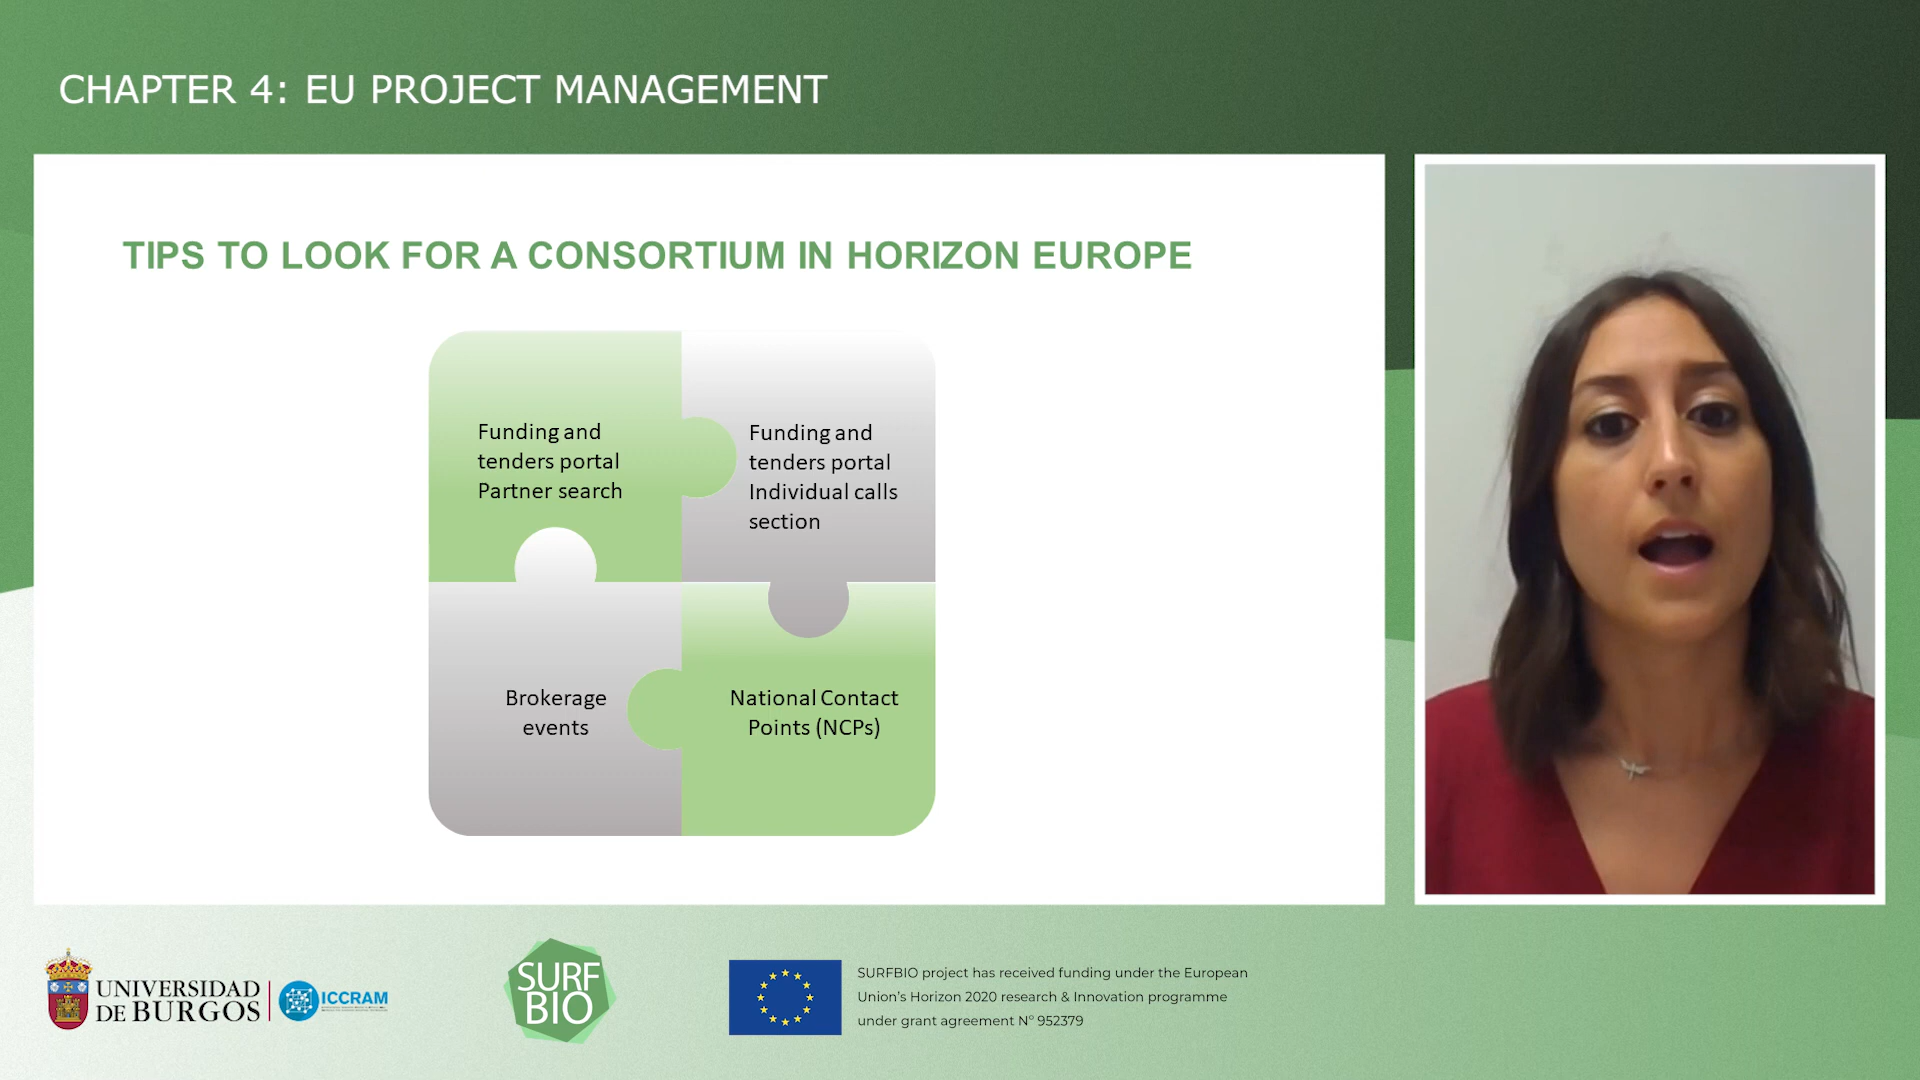 CHAPTER 4: EU PROJECT MANAGEMENT
TIPS TO LOOK FOR A CONSORTIUM IN HORIZON EUROPE
Funding and
tenders portal
Partner search
Funding and
tenders portal
Individual calls
section
Brokerage
events
National Contact
Points (NCPs)
UNIVERSIDAD
DE BURGOS
ICCRAM
SURF
BIO
SURFBIO project has received funding under the European
Union's Horizon 2020 research & Innovation programme
under grant agreement Nº 952379